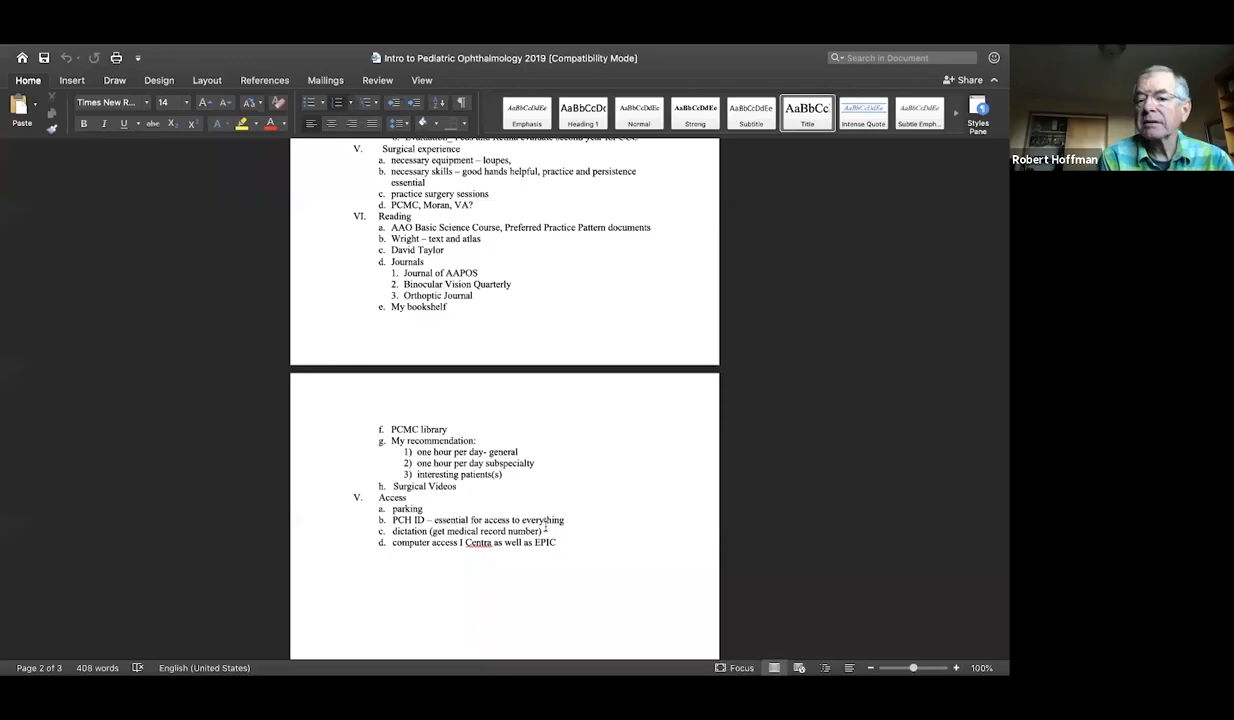 Intro to Pediatric Ophthalmology 2019 [Compatibility Mode]
Search in Document
Home Insert Draw Design Layout References Mailings Review View
Share
Paste
Times New R... 14
AaBbCcDdEe AaBbCcDc AaBbCcDdEe AaBbCcDdEe AaBbCcDdEe AaBbCc AaBbCcDdEe AaBbCcDdEe
Emphasis Heading 1 Normal Strong Subtitle Title Intense Quote Subtle Emph...
Styles Pane
Robert Hoffman
V. Surgical experience
a. necessary equipment – loupes,
b. necessary skills – good hands helpful, practice and persistence
essential
c. practice surgery sessions
d. PCMC, Moran, VA?
VI. Reading
a. AAO Basic Science Course, Preferred Practice Pattern documents
b. Wright – text and atlas
c. David Taylor
d. Journals
1. Journal of AAPOS
2. Binocular Vision Quarterly
3. Orthoptic Journal
e. My bookshelf
f. PCMC library
g. My recommendation:
1) one hour per day- general
2) one hour per day subspecialty
3) interesting patients(s)
h. Surgical Videos
V. Access
a. parking
b. PCH ID – essential for access to everything
c. dictation (get medical record number)
d. computer access I Centra as well as EPIC
Page 2 of 3 408 words English (United States) Focus 100%